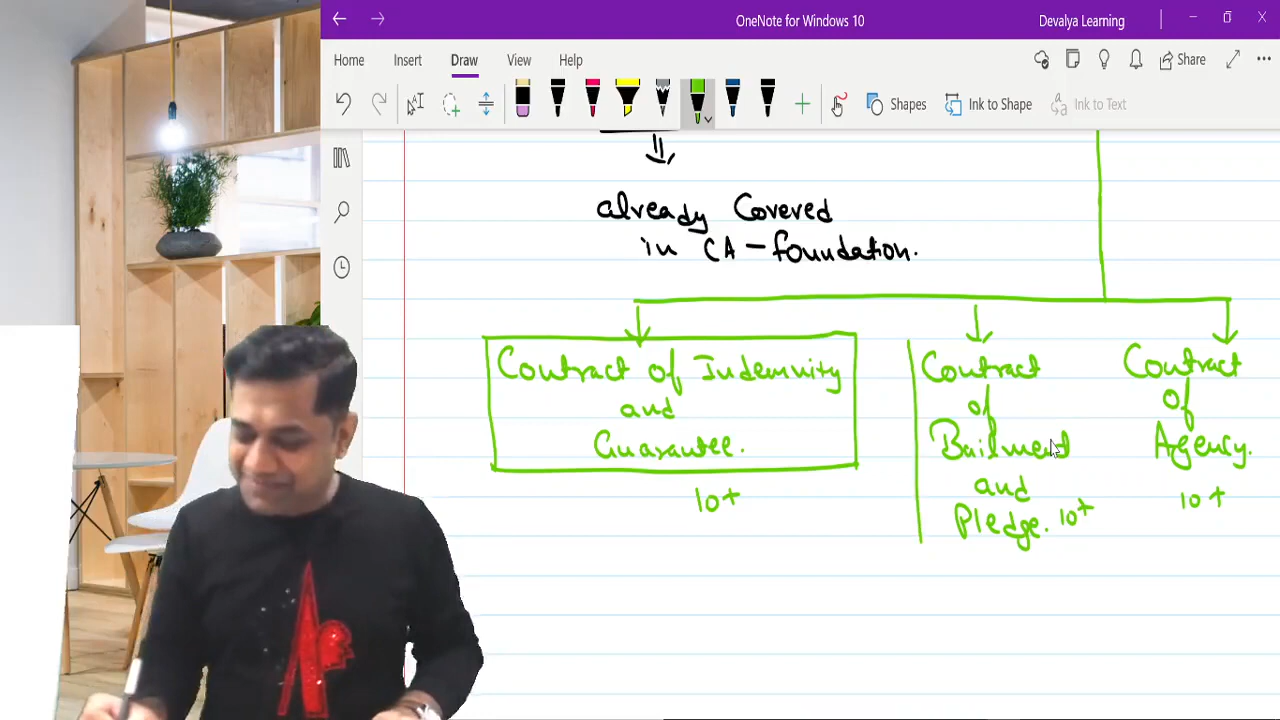 OneNote for Windows 10
Devalya Learning
Home
Insert
Draw
View
Help
Share
Shapes
Ink to Shape
Ink to Text
already Covered
in CA-foundation.
Contract of Indemnity
and
Guarantee.
10+
Contract
of
Bailment
and
Pledge. 10+
Contract
of
Agency.
10+